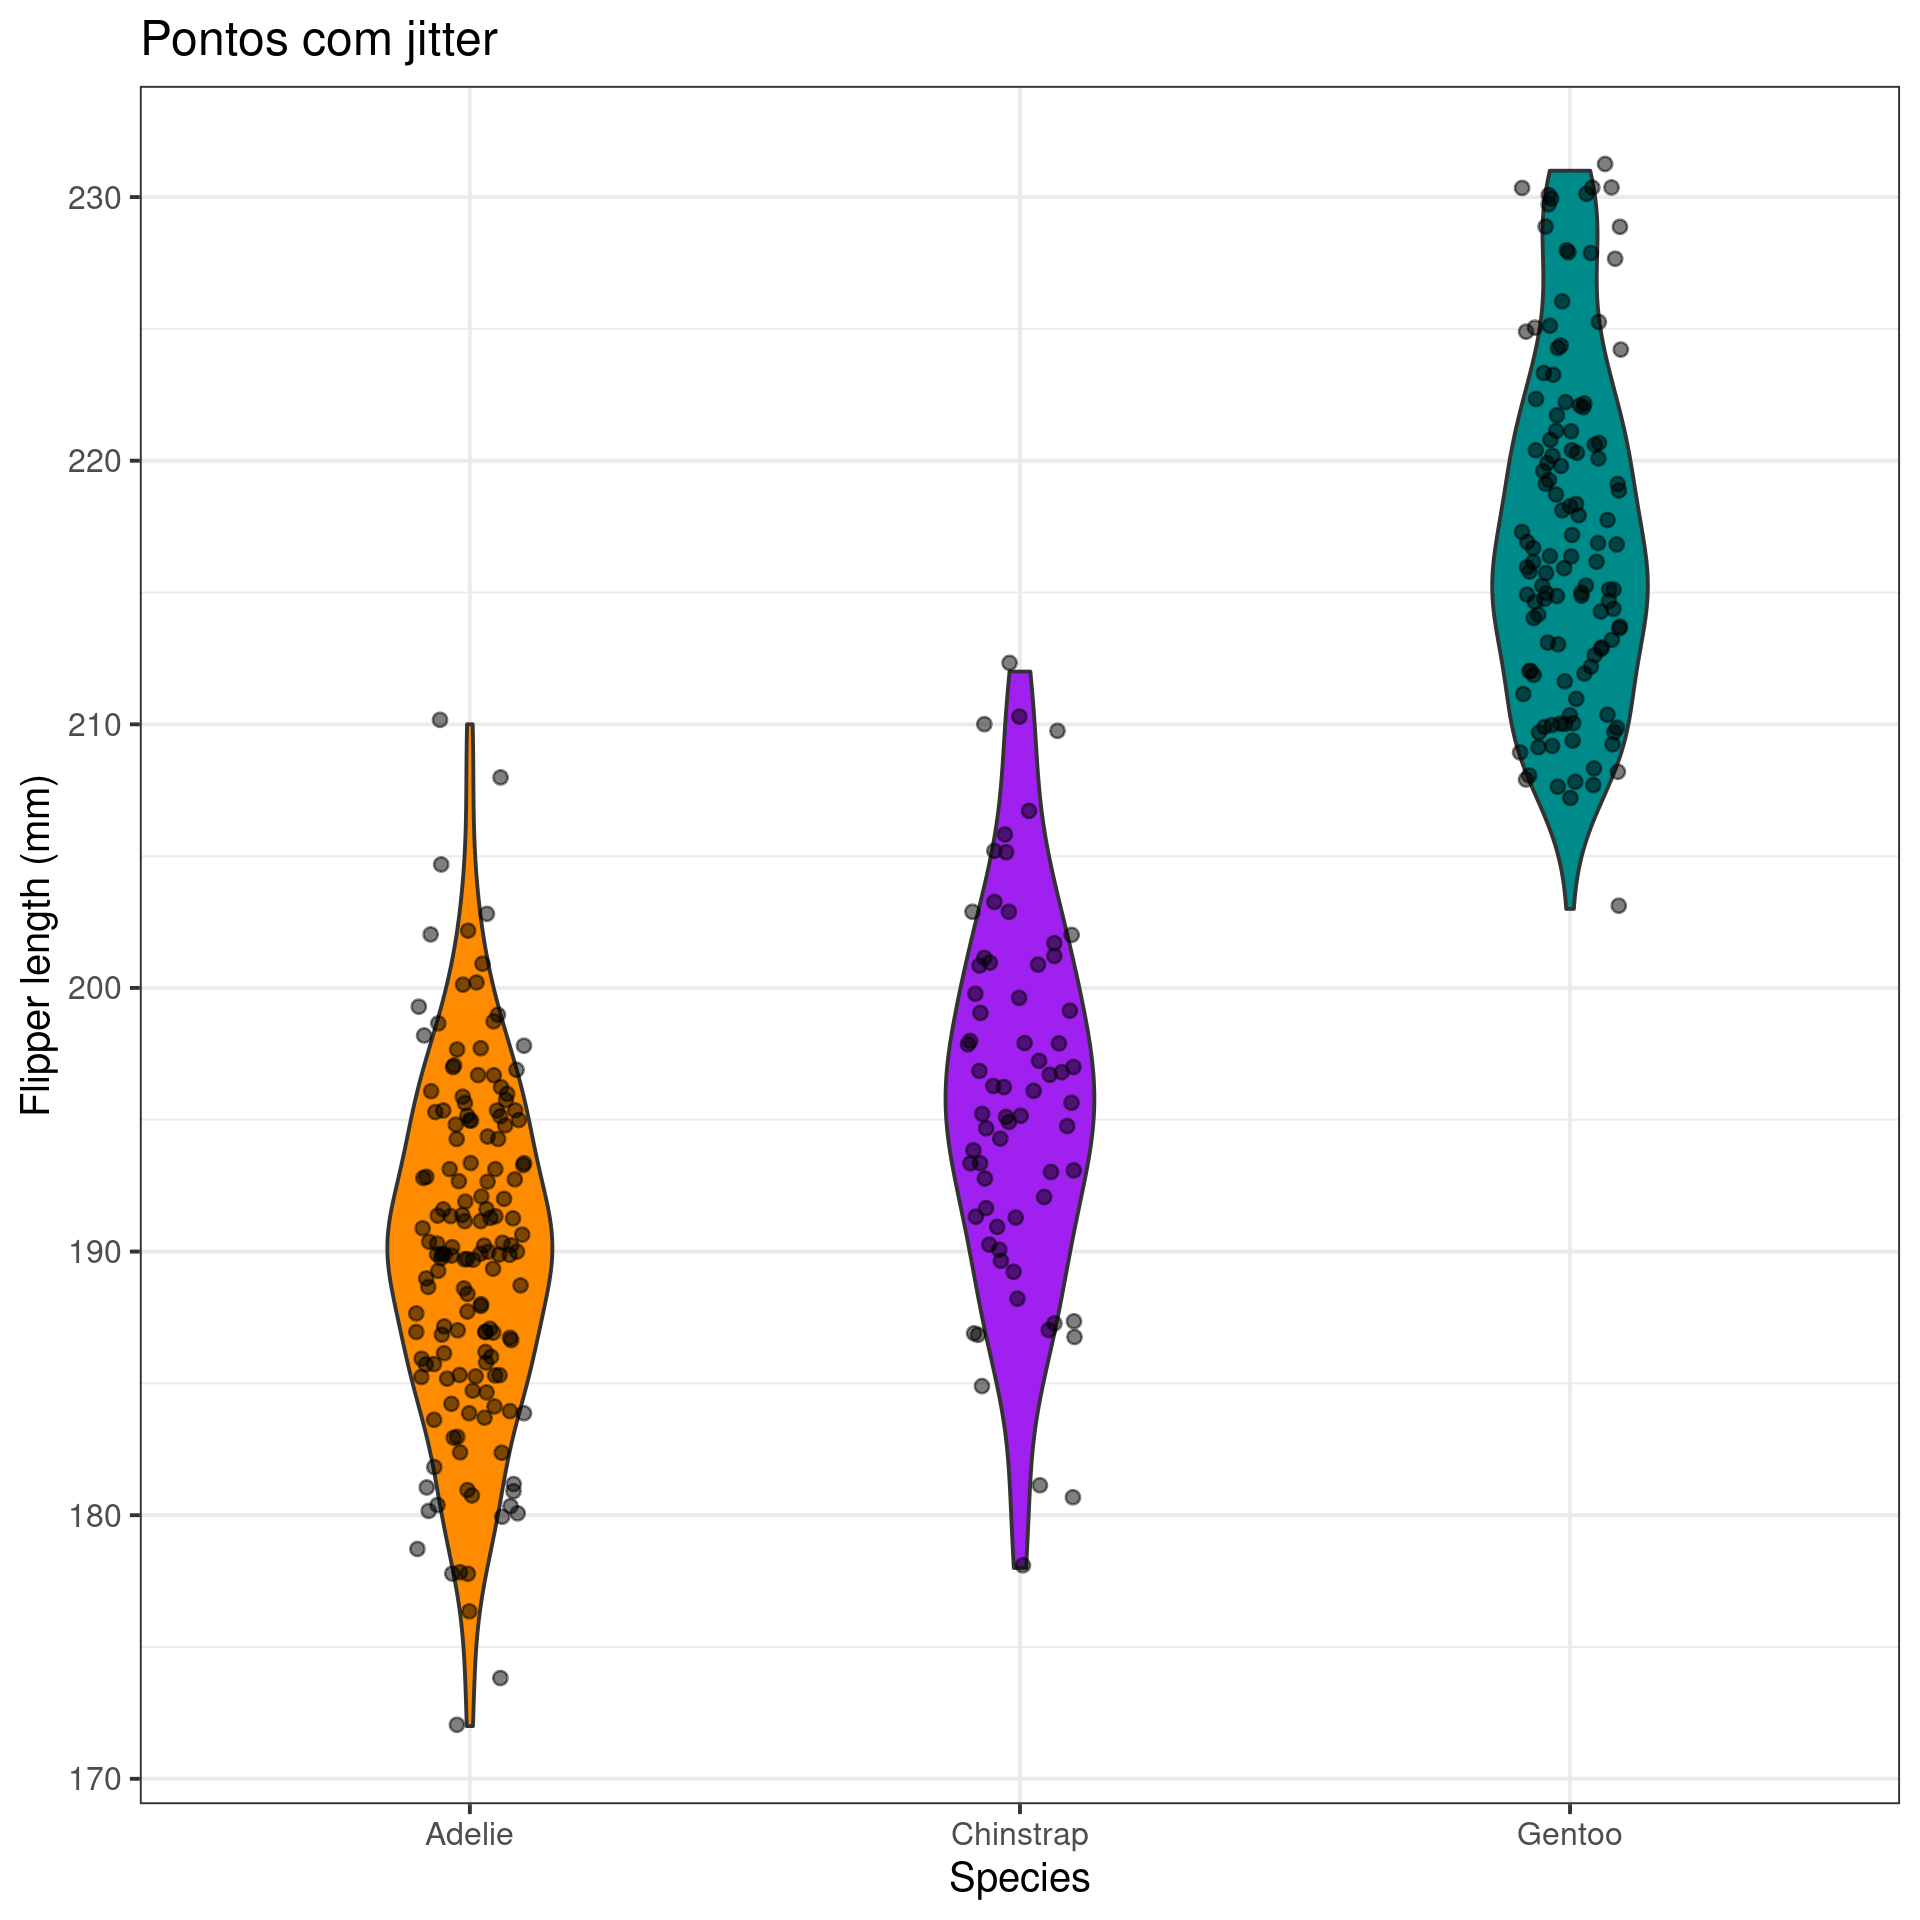 Pontos com jitter
Flipper length (mm)
230
220
210
200
190
180
170
Adelie
Chinstrap
Gentoo
Species